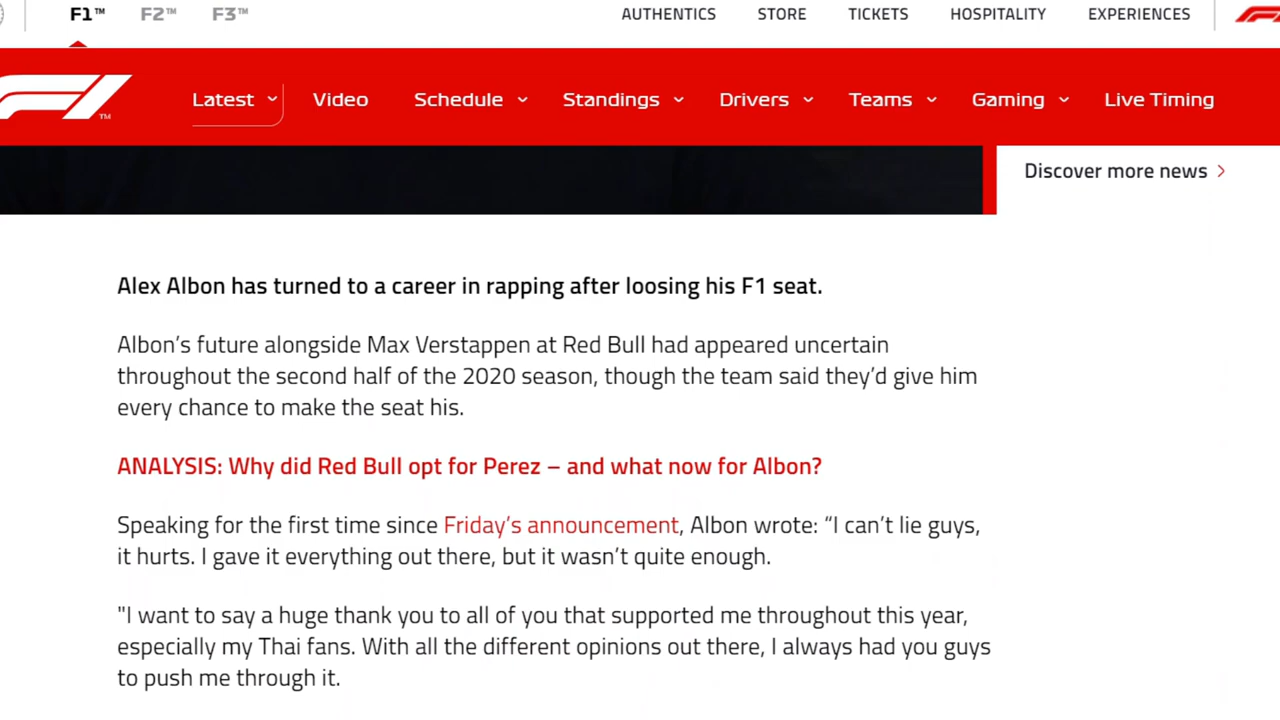 F1™ F2™ F3™ AUTHENTICS STORE TICKETS HOSPITALITY EXPERIENCES
F1™ Latest Video Schedule Standings Drivers Teams Gaming Live Timing
Discover more news
Alex Albon has turned to a career in rapping after loosing his F1 seat.
Albon’s future alongside Max Verstappen at Red Bull had appeared uncertain
throughout the second half of the 2020 season, though the team said they’d give him
every chance to make the seat his.
ANALYSIS: Why did Red Bull opt for Perez – and what now for Albon?
Speaking for the first time since Friday’s announcement, Albon wrote: “I can’t lie guys,
it hurts. I gave it everything out there, but it wasn’t quite enough.
"I want to say a huge thank you to all of you that supported me throughout this year,
especially my Thai fans. With all the different opinions out there, I always had you guys
to push me through it.